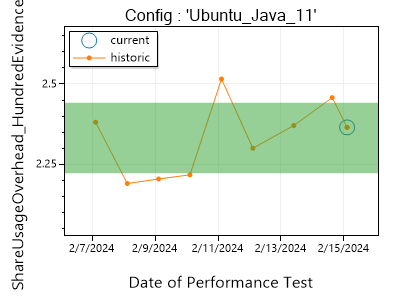 Config : 'Ubuntu_Java_11'
current
historic
ShareUsageOverhead_HundredEvidence
2.5
2.25
2/7/2024 2/9/2024 2/11/2024 2/13/2024 2/15/2024
Date of Performance Test